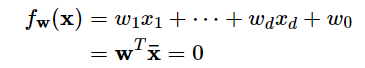 f_w(x) = w_1x_1 + ⋯ + w_dx_d + w_0
= w^T x̄ = 0